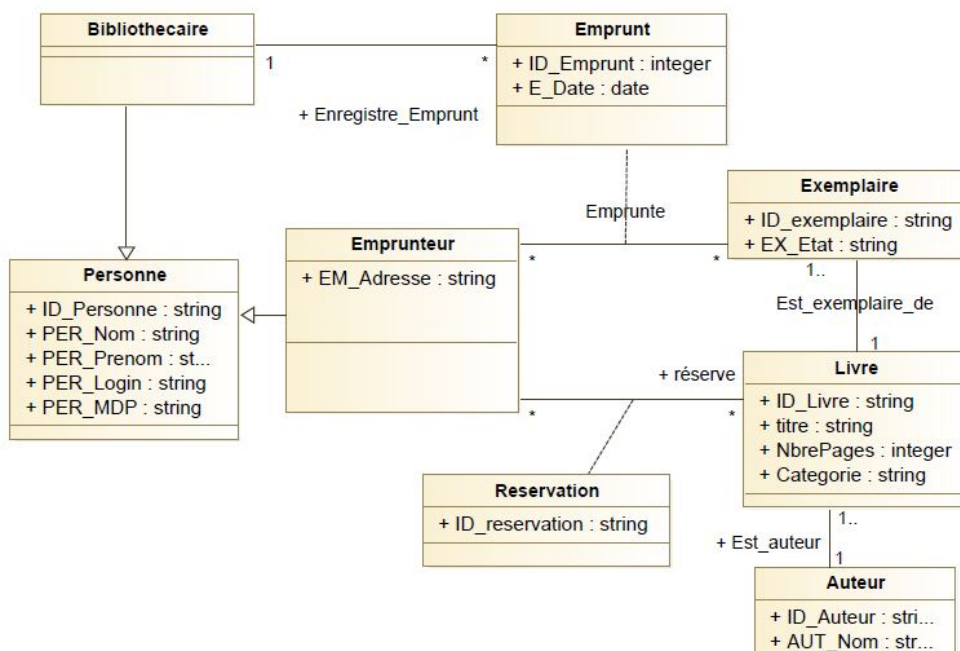 Bibliothecaire
1
*
+ Enregistre_Emprunt
Emprunt
+ ID_Emprunt : integer
+ E_Date : date
Emprunte
*
*
Exemplaire
+ ID_exemplaire : string
+ EX_Etat : string
1..
Est_exemplaire_de
1
Emprunteur
+ EM_Adresse : string
Personne
+ ID_Personne : string
+ PER_Nom : string
+ PER_Prenom : st...
+ PER_Login : string
+ PER_MDP : string
+ réserve
*
*
Livre
+ ID_Livre : string
+ titre : string
+ NbrePages : integer
+ Categorie : string
Reservation
+ ID_reservation : string
1..
+ Est_auteur
1
Auteur
+ ID_Auteur : stri...
+ AUT_Nom : str...